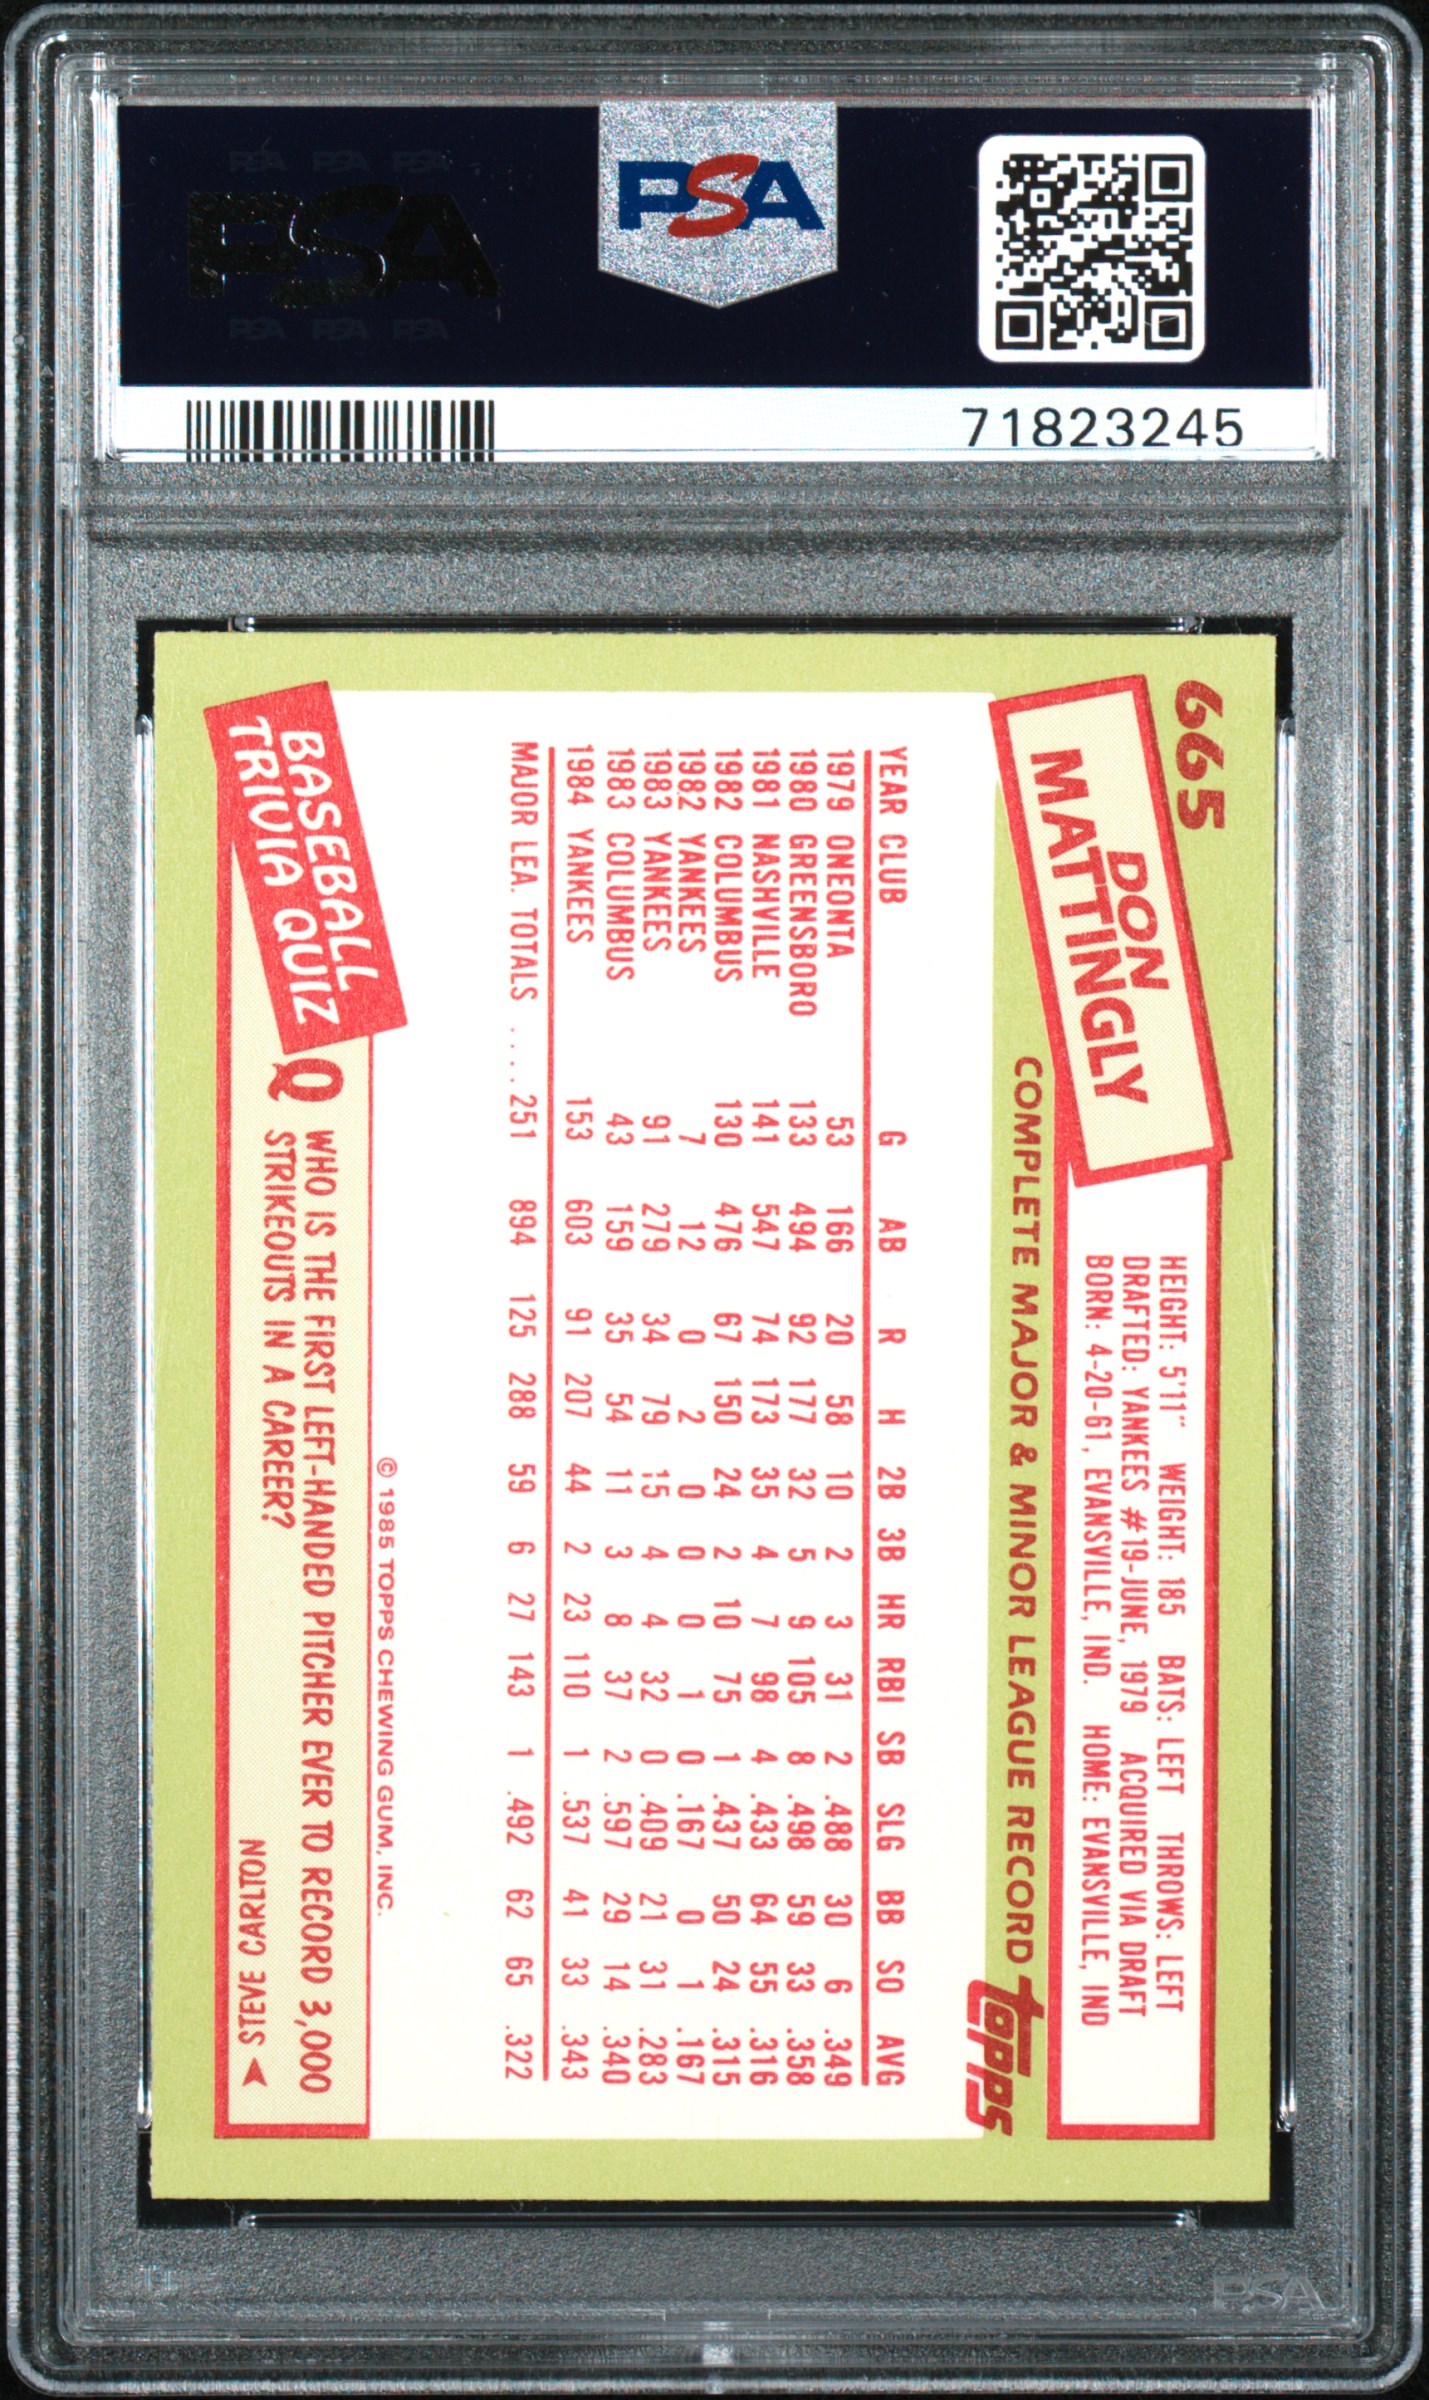 PSA PSA PSA
PSA
PSA PSA PSA
PSA
71823245
665
DON
MATTINGLY
HEIGHT: 5'11" WEIGHT: 185 BATS: LEFT THROWS: LEFT
DRAFTED: YANKEES #19-JUNE, 1979 ACQUIRED VIA DRAFT
BORN: 4-20-61, EVANSVILLE, IND. HOME: EVANSVILLE, IND
COMPLETE MAJOR & MINOR LEAGUE RECORD
Topps
YEAR CLUB G AB R H 2B 3B HR RBI SB SLG BB SO AVG
1979 ONEONTA 53 166 20 58 10 2 3 31 2 .488 30 6 .349
1980 GREENSBORO 133 494 92 177 32 5 9 105 8 .498 59 33 .358
1981 NASHVILLE 141 547 74 173 35 4 7 98 4 .433 64 55 .316
1982 COLUMBUS 130 476 67 150 24 2 10 75 1 .437 50 24 .315
1982 YANKEES 7 12 0 2 0 0 0 1 0 .167 0 1 .167
1983 YANKEES 91 279 34 79 15 4 4 32 0 .409 21 31 .283
1983 COLUMBUS 43 159 35 54 11 3 8 37 2 .597 29 14 .340
1984 YANKEES 153 603 91 207 44 2 23 110 1 .537 41 33 .343
MAJOR LEA. TOTALS .... 251 894 125 288 59 6 27 143 1 .492 62 65 .322
© 1985 TOPPS CHEWING GUM, INC.
BASEBALL
TRIVIA QUIZ
Q WHO IS THE FIRST LEFT-HANDED PITCHER EVER TO RECORD 3,000
STRIKEOUTS IN A CAREER?
STEVE CARLTON
PSA